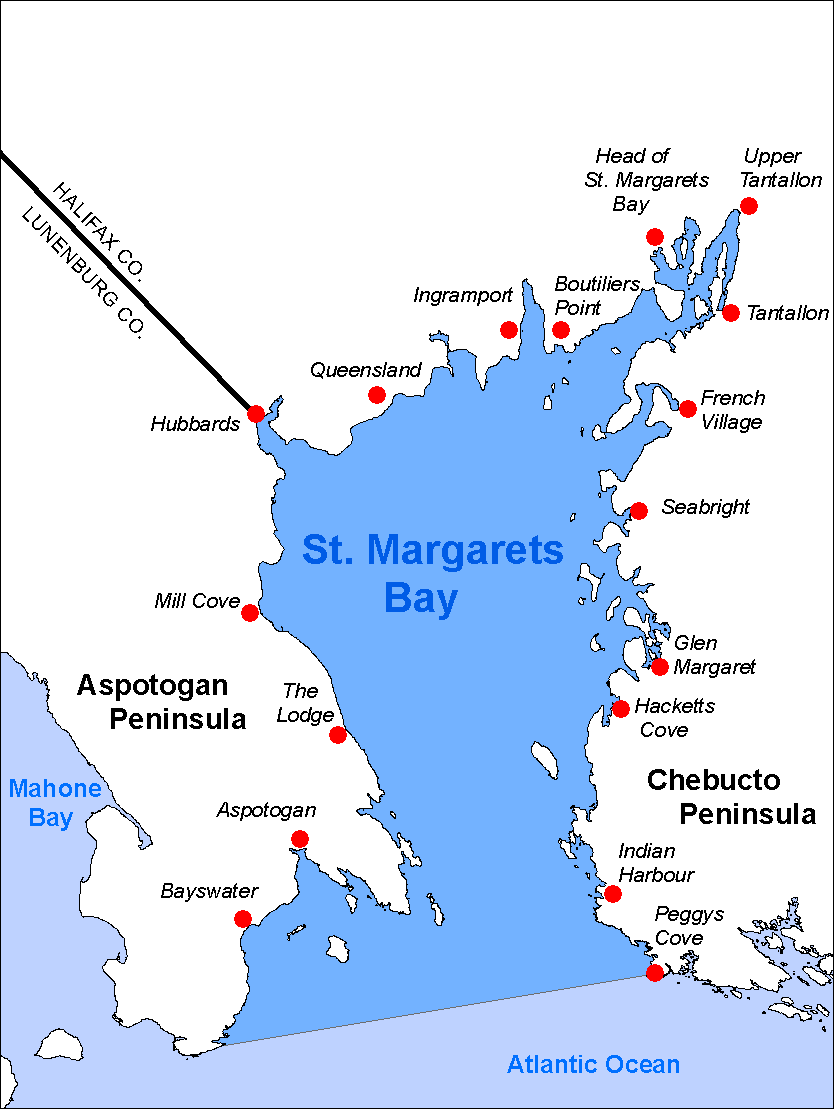 Head of
St. Margarets
Bay
Upper
Tantallon
HALIFAX CO.
LUNENBURG CO.
Ingramport
Boutiliers
Point
Tantallon
Queensland
French
Village
Hubbards
Seabright
St. Margarets
Bay
Mill Cove
Glen
Margaret
Aspotogan
Peninsula
The
Lodge
Hacketts
Cove
Mahone
Bay
Chebucto
Peninsula
Aspotogan
Indian
Harbour
Bayswater
Peggys
Cove
Atlantic Ocean